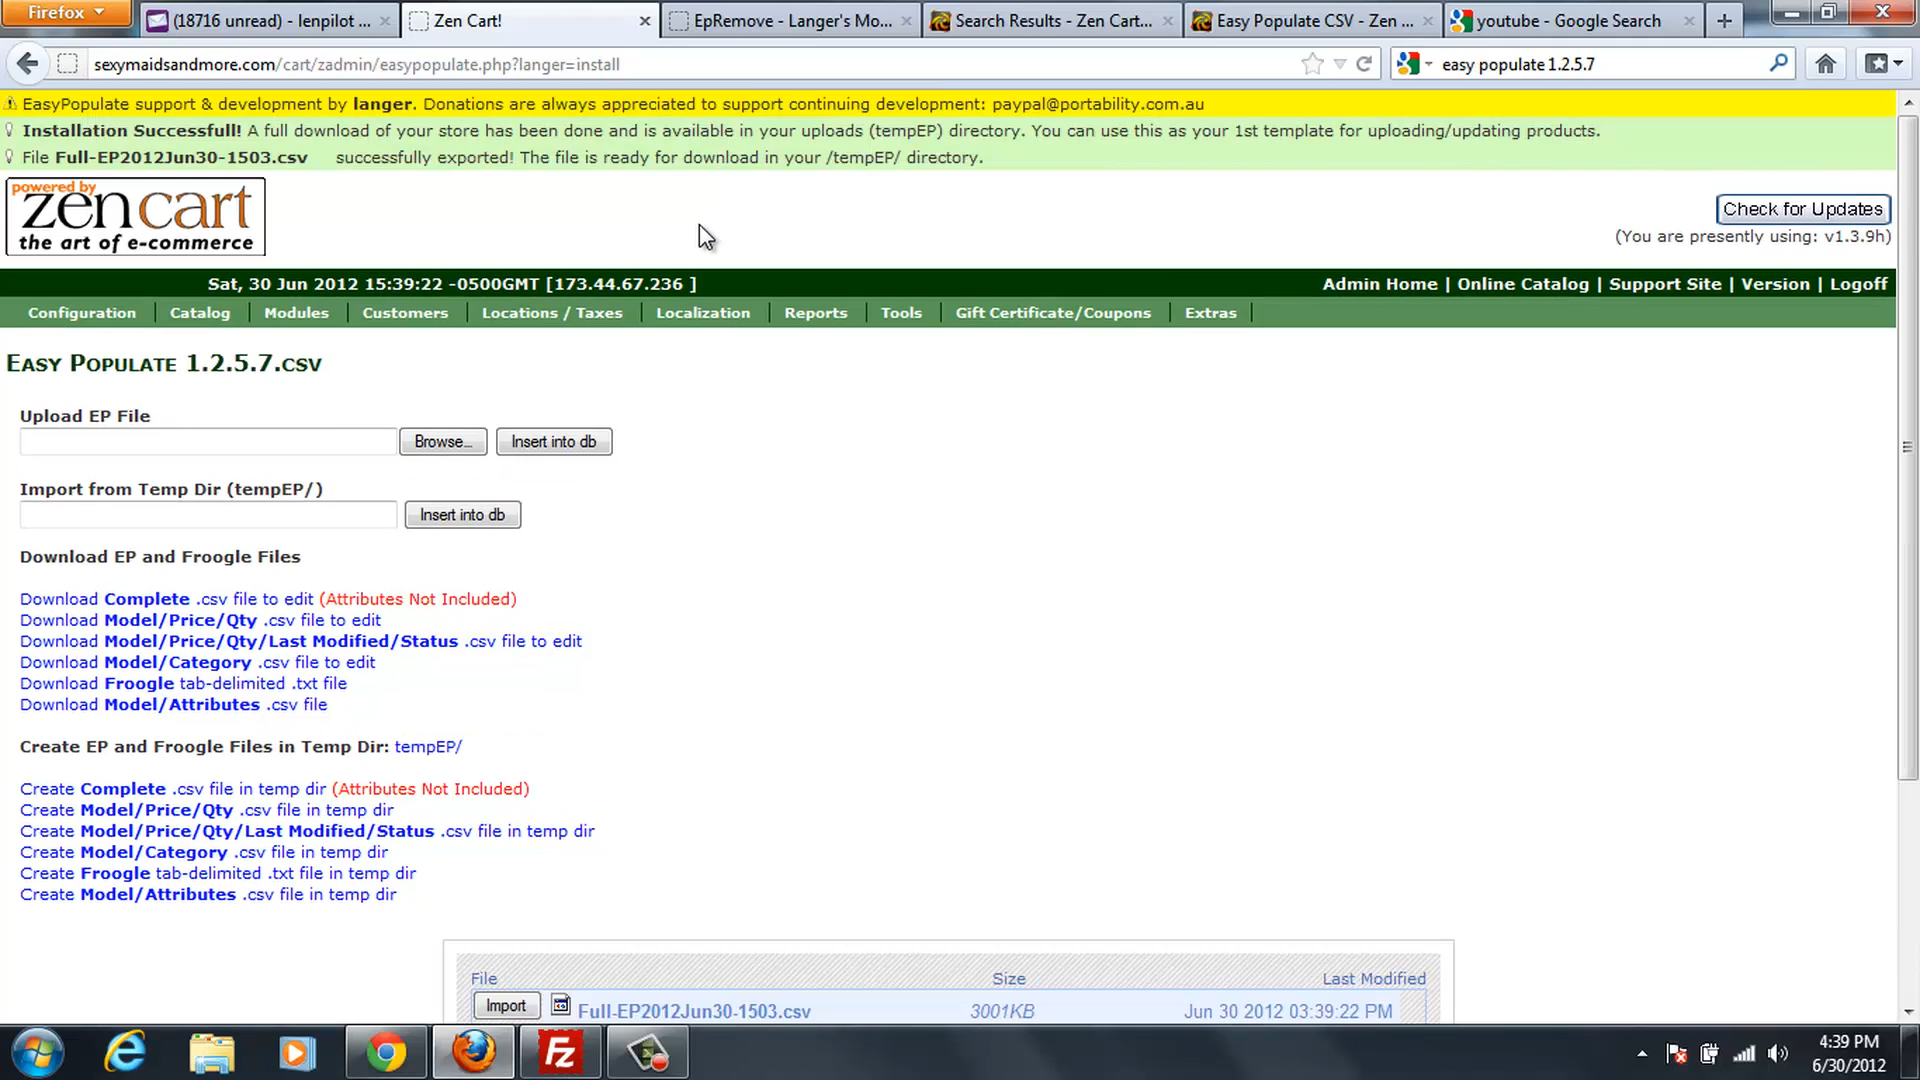 Firefox
(18716 unread) - lenpilot ...
Zen Cart!
EpRemove - Langer's Mo...
Search Results - Zen Cart...
Easy Populate CSV - Zen ...
youtube - Google Search
sexymaidsandmore.com/cart/zadmin/easypopulate.php?langer=install
easy populate 1.2.5.7
EasyPopulate support & development by langer. Donations are always appreciated to support continuing development: paypal@portability.com.au
Installation Successfull! A full download of your store has been done and is available in your uploads (tempEP) directory. You can use this as your 1st template for uploading/updating products.
File Full-EP2012Jun30-1503.csv successfully exported! The file is ready for download in your /tempEP/ directory.
powered by
zen cart
the art of e-commerce
Check for Updates
(You are presently using: v1.3.9h)
Sat, 30 Jun 2012 15:39:22 -0500GMT [173.44.67.236 ]
Admin Home | Online Catalog | Support Site | Version | Logoff
Configuration Catalog Modules Customers Locations / Taxes Localization Reports Tools Gift Certificate/Coupons Extras
Easy Populate 1.2.5.7.csv
Upload EP File
Browse... Insert into db
Import from Temp Dir (tempEP/)
Insert into db
Download EP and Froogle Files
Download Complete .csv file to edit (Attributes Not Included)
Download Model/Price/Qty .csv file to edit
Download Model/Price/Qty/Last Modified/Status .csv file to edit
Download Model/Category .csv file to edit
Download Froogle tab-delimited .txt file
Download Model/Attributes .csv file
Create EP and Froogle Files in Temp Dir: tempEP/
Create Complete .csv file in temp dir (Attributes Not Included)
Create Model/Price/Qty .csv file in temp dir
Create Model/Price/Qty/Last Modified/Status .csv file in temp dir
Create Model/Category .csv file in temp dir
Create Froogle tab-delimited .txt file in temp dir
Create Model/Attributes .csv file in temp dir
File Size Last Modified
Import Full-EP2012Jun30-1503.csv 3001KB Jun 30 2012 03:39:22 PM
Fz
4:39 PM
6/30/2012